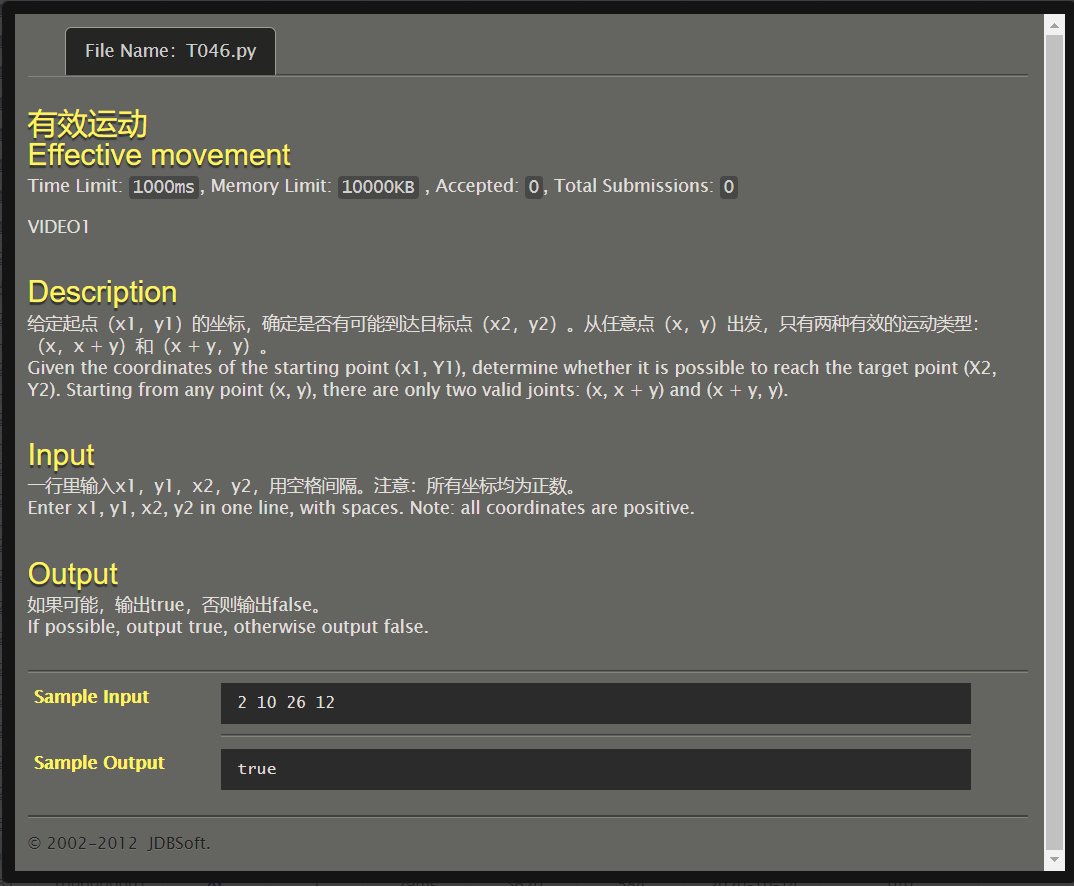 File Name：T046.py
有效运动
Effective movement
Time Limit: 1000ms, Memory Limit: 10000KB , Accepted: 0, Total Submissions: 0
VIDEO1
Description
给定起点（x1，y1）的坐标，确定是否有可能到达目标点（x2，y2）。从任意点（x，y）出发，只有两种有效的运动类型：
（x，x + y）和（x + y，y）。
Given the coordinates of the starting point (x1, Y1), determine whether it is possible to reach the target point (X2,
Y2). Starting from any point (x, y), there are only two valid joints: (x, x + y) and (x + y, y).
Input
一行里输入x1，y1，x2，y2，用空格间隔。注意：所有坐标均为正数。
Enter x1, y1, x2, y2 in one line, with spaces. Note: all coordinates are positive.
Output
如果可能，输出true，否则输出false。
If possible, output true, otherwise output false.
Sample Input
2 10 26 12
Sample Output
true
© 2002-2012 JDBSoft.